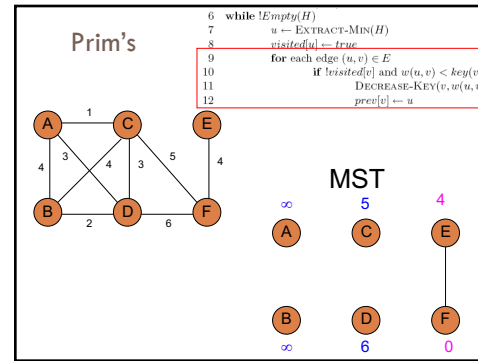 Prim's
6 while !Empty(H)
7 u ← EXTRACT-MIN(H)
8 visited[u] ← true
9 for each edge (u, v) ∈ E
10 if !visited[v] and w(u, v) < key(v
11 DECREASE-KEY(v, w(u, v
12 prev[v] ← u
1
A C E
4 3 4 3 5 4
B D F
2 6
MST
∞ 5 4
A C E
B D F
∞ 6 0